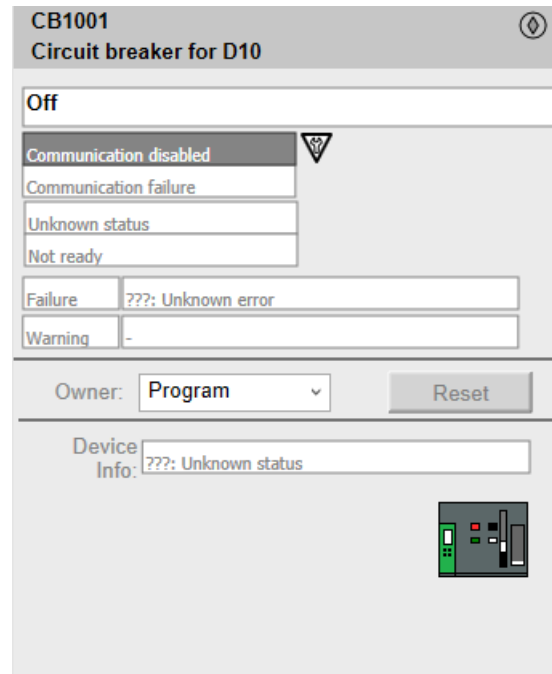 CB1001
Circuit breaker for D10
Off
Communication disabled
Communication failure
Unknown status
Not ready
Failure ???: Unknown error
Warning -
Owner: Program Reset
Device
Info: ???: Unknown status